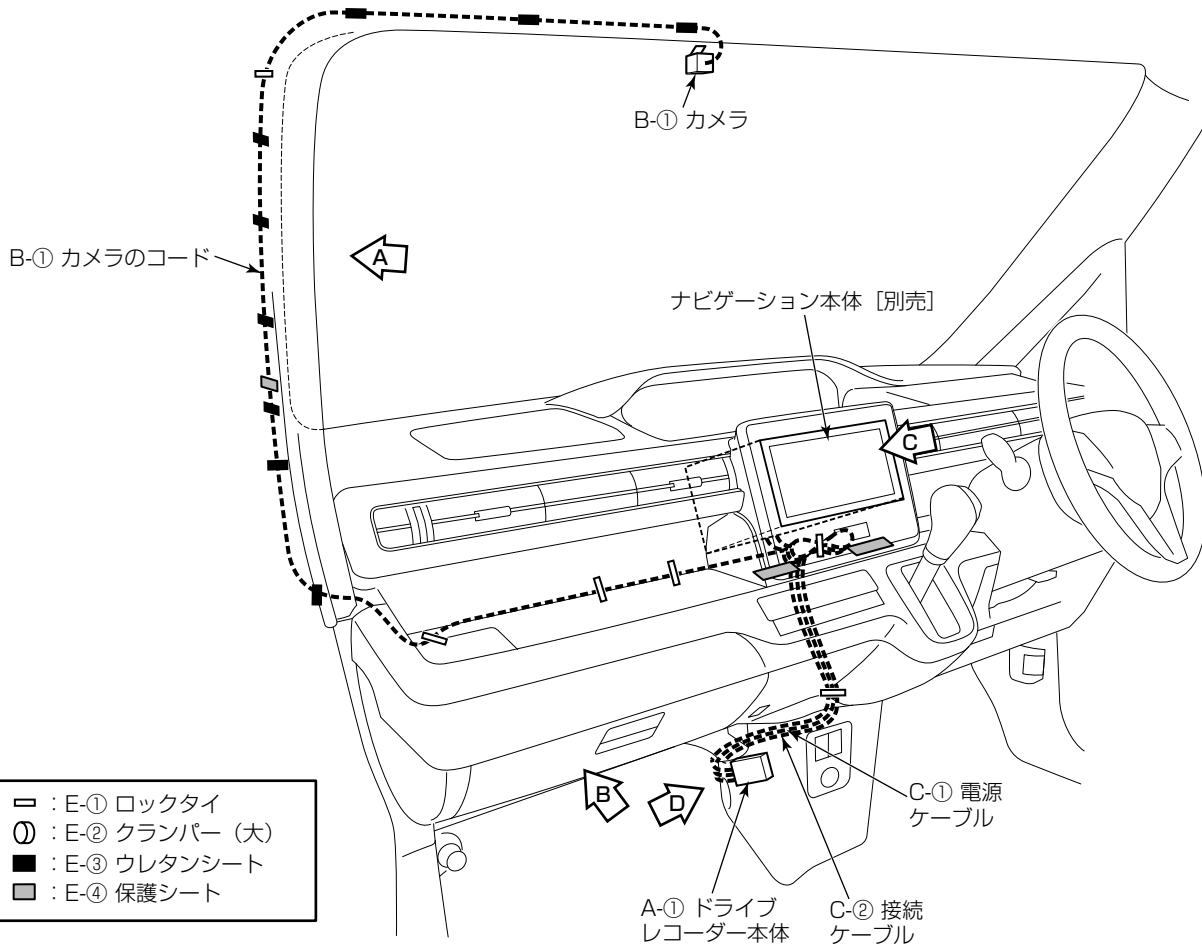 B-① カメラ
B-① カメラのコード
A
ナビゲーション本体［別売］
C
B
D
C-① 電源
ケーブル
A-① ドライブ
レコーダー本体
C-② 接続
ケーブル
：E-① ロックタイ
：E-② クランパー（大）
：E-③ ウレタンシート
：E-④ 保護シート